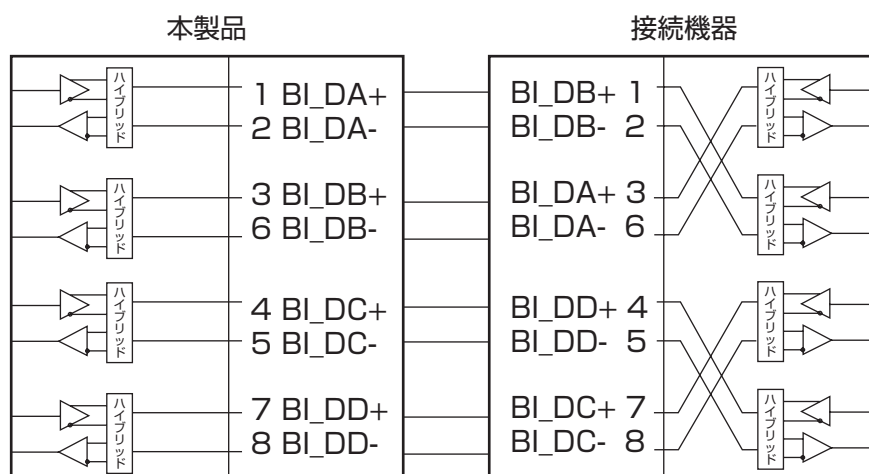 本製品
接続機器
ハイブリッド
1 BI_DA+
2 BI_DA-
ハイブリッド
3 BI_DB+
6 BI_DB-
ハイブリッド
4 BI_DC+
5 BI_DC-
ハイブリッド
7 BI_DD+
8 BI_DD-
BI_DB+ 1
BI_DB- 2
ハイブリッド
BI_DA+ 3
BI_DA- 6
ハイブリッド
BI_DD+ 4
BI_DD- 5
ハイブリッド
BI_DC+ 7
BI_DC- 8
ハイブリッド